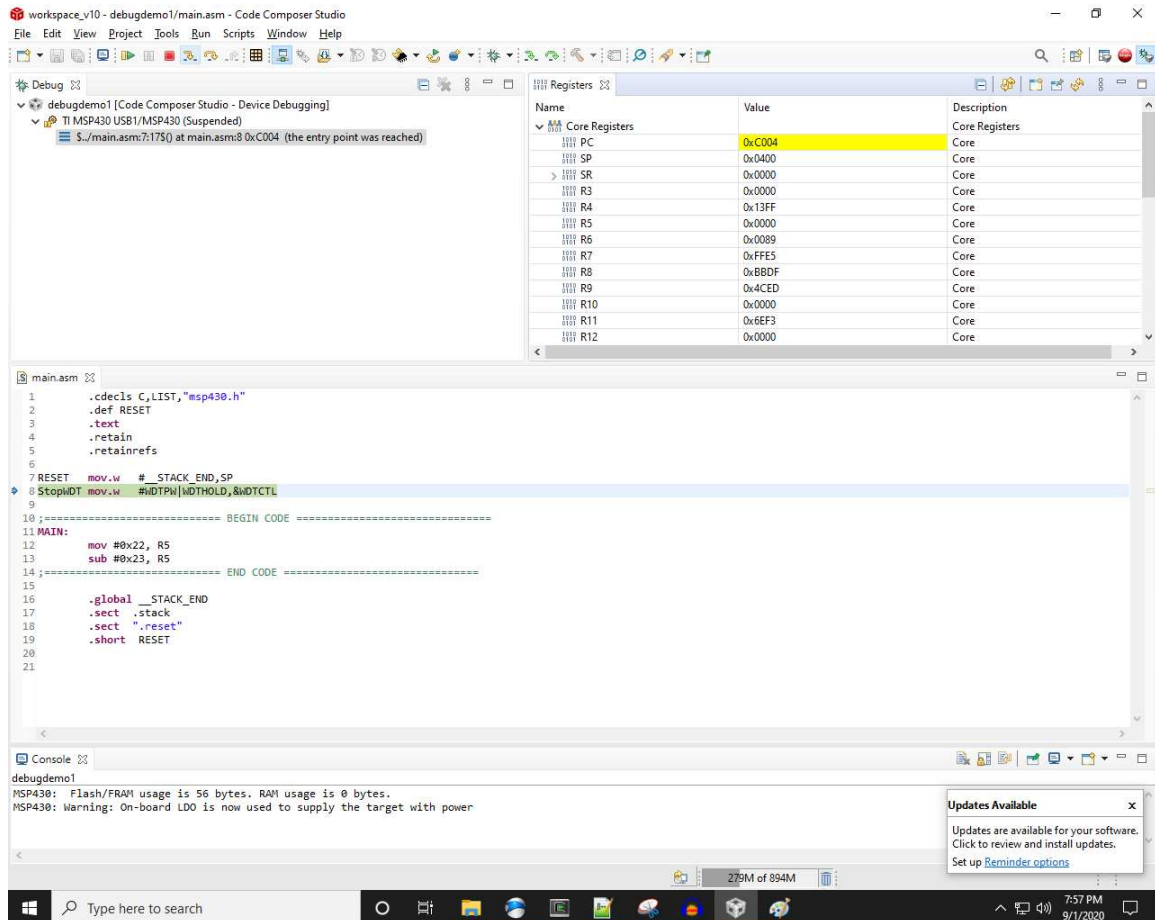 workspace_v10 - debugdemo1/main.asm - Code Composer Studio
File Edit View Project Tools Run Scripts Window Help
Debug
debugdemo1 [Code Composer Studio - Device Debugging]
TI MSP430 USB1/MSP430 (Suspended)
$../main.asm:7:17$() at main.asm:8 0xC004 (the entry point was reached)
Registers
Name Value Description
Core Registers Core Registers
PC 0xC004 Core
SP 0x0400 Core
SR 0x0000 Core
R3 0x0000 Core
R4 0x13FF Core
R5 0x0000 Core
R6 0x0089 Core
R7 0xFFE5 Core
R8 0xBBDF Core
R9 0x4CED Core
R10 0x0000 Core
R11 0x6EF3 Core
R12 0x0000 Core
main.asm
1 .cdecls C,LIST,"msp430.h"
2 .def RESET
3 .text
4 .retain
5 .retainrefs
6
7 RESET mov.w #__STACK_END,SP
8 StopWDT mov.w #WDTPW|WDTHOLD,&WDTCTL
9
10 ;============================ BEGIN CODE ===============================
11 MAIN:
12 mov #0x22, R5
13 sub #0x23, R5
14 ;============================ END CODE ===============================
15
16 .global __STACK_END
17 .sect .stack
18 .sect ".reset"
19 .short RESET
20
21
Console
debugdemo1
MSP430: Flash/FRAM usage is 56 bytes. RAM usage is 0 bytes.
MSP430: Warning: On-board LDO is now used to supply the target with power
Updates Available x
Updates are available for your software.
Click to review and install updates.
Set up Reminder options
279M of 894M
Type here to search
7:57 PM
9/1/2020